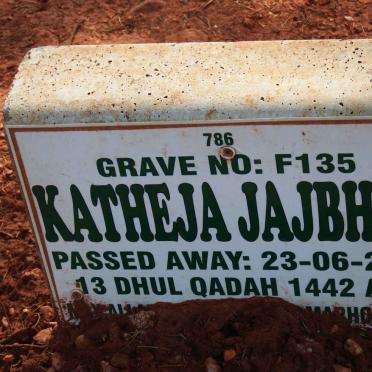 786
GRAVE NO: F135
KATHEJA JAJBH
PASSED AWAY: 23-06-2
13 DHUL QADAH 1442 A